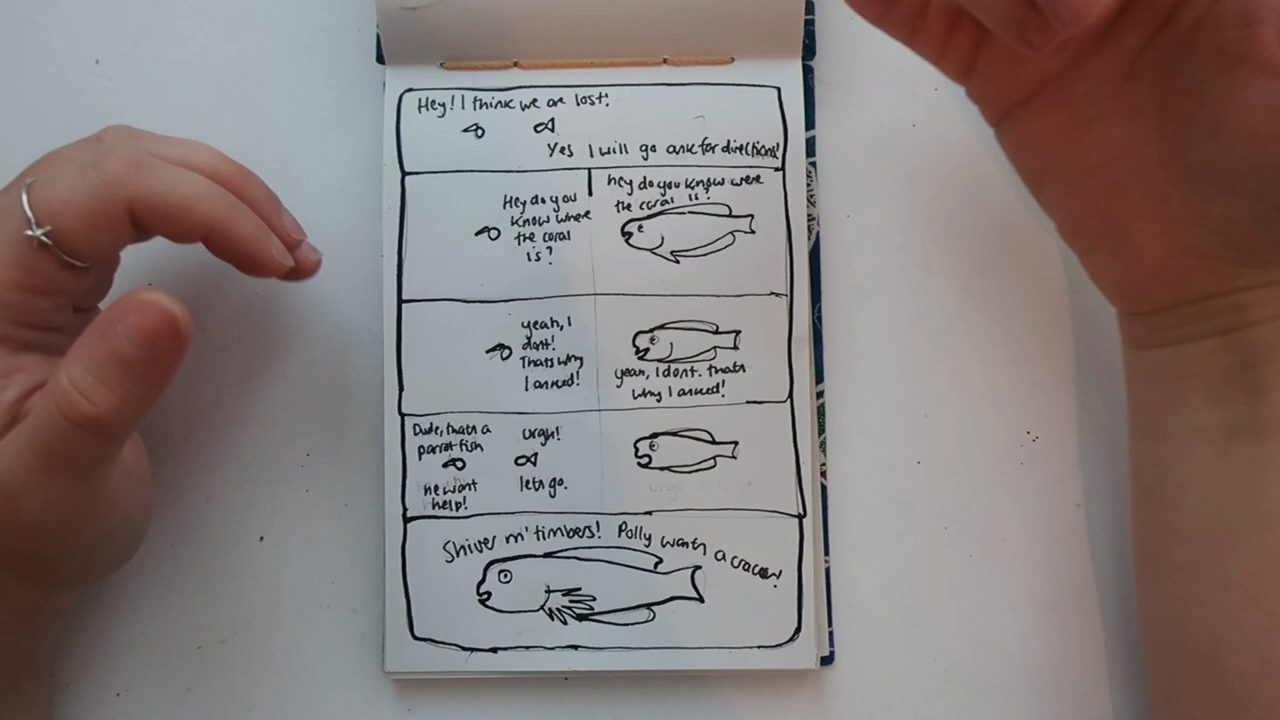 Hey! I think we are lost!
Yes I will go ask for directions!
Hey do you
know where
the coral
is?
hey do you know were
the coral is?
yeah, I
dont!
Thats why
I asked!
yeah, I dont. thats
why I asked!
Dude, thats a
parrot fish
he wont
help!
urgh!
lets go.
Shiver m' timbers! Polly wants a cracker!